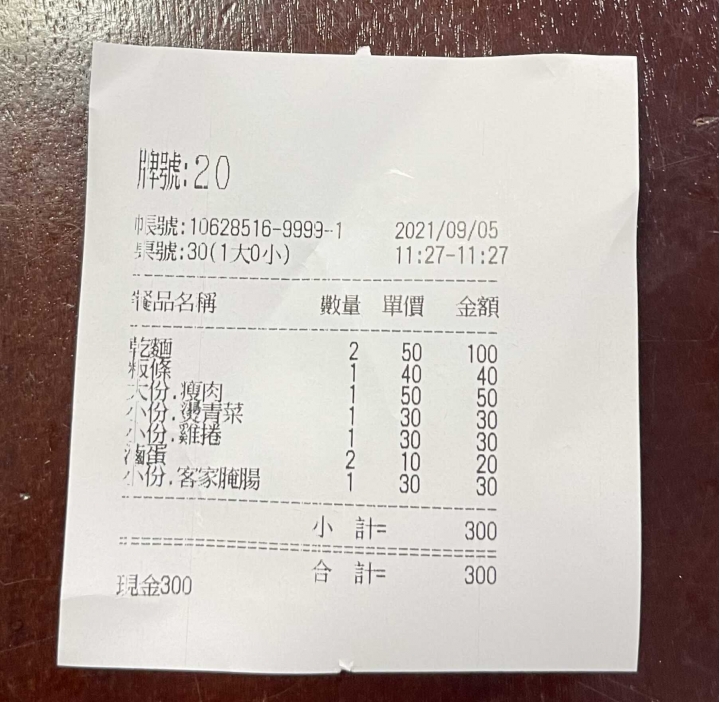 牌號:20
帳號:10628516-9999-1 2021/09/05
桌號:30(1大0小) 11:27-11:27
餐品名稱 數量 單價 金額
乾麵 2 50 100
粄條 1 40 40
大份.瘦肉 1 50 50
小份.燙青菜 1 30 30
小份.雞捲 1 30 30
滷蛋 2 10 20
小份.客家醃腸 1 30 30
小 計= 300
合 計= 300
現金300